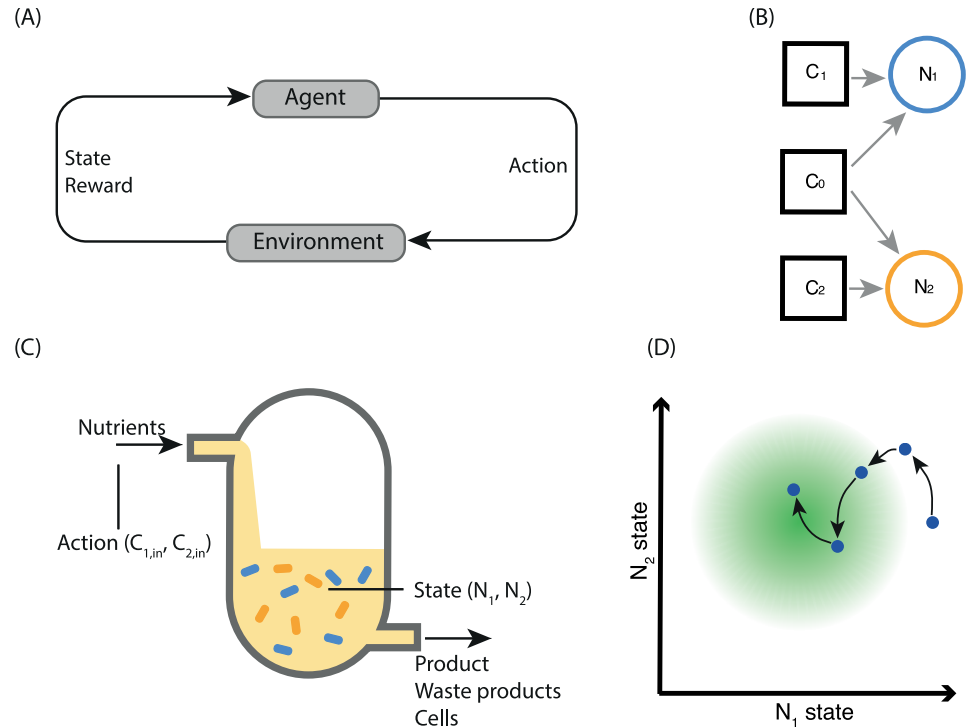 (A)
Agent
State
Reward
Action
Environment
(B)
C₁
N₁
C₀
C₂
N₂
(C)
Nutrients
Action (C₁,in, C₂,in)
State (N₁, N₂)
Product
Waste products
Cells
(D)
N₂ state
N₁ state